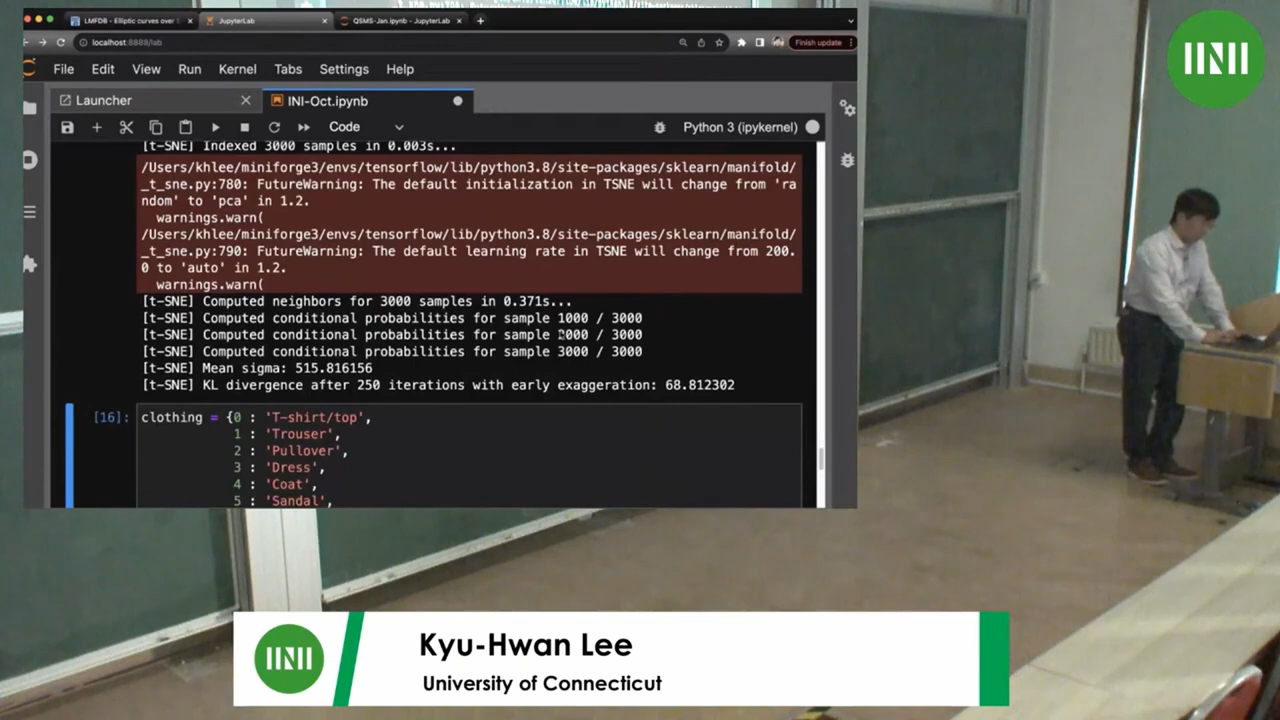 LMFDB - Elliptic curves over
JupyterLab
QSMS-Jan.ipynb - JupyterLab
localhost:8888/lab
Finish update
File Edit View Run Kernel Tabs Settings Help
Launcher
INI-Oct.ipynb
Code
Python 3 (ipykernel)
[t-SNE] Indexed 3000 samples in 0.003s...
/Users/khlee/miniforge3/envs/tensorflow/lib/python3.8/site-packages/sklearn/manifold/
_t_sne.py:780: FutureWarning: The default initialization in TSNE will change from 'ra
ndom' to 'pca' in 1.2.
warnings.warn(
/Users/khlee/miniforge3/envs/tensorflow/lib/python3.8/site-packages/sklearn/manifold/
_t_sne.py:790: FutureWarning: The default learning rate in TSNE will change from 200.
0 to 'auto' in 1.2.
warnings.warn(
[t-SNE] Computed neighbors for 3000 samples in 0.371s...
[t-SNE] Computed conditional probabilities for sample 1000 / 3000
[t-SNE] Computed conditional probabilities for sample 2000 / 3000
[t-SNE] Computed conditional probabilities for sample 3000 / 3000
[t-SNE] Mean sigma: 515.816156
[t-SNE] KL divergence after 250 iterations with early exaggeration: 68.812302
[16]: clothing = {0 : 'T-shirt/top',
1 : 'Trouser',
2 : 'Pullover',
3 : 'Dress',
4 : 'Coat',
5 : 'Sandal',
INI
INI
Kyu-Hwan Lee
University of Connecticut